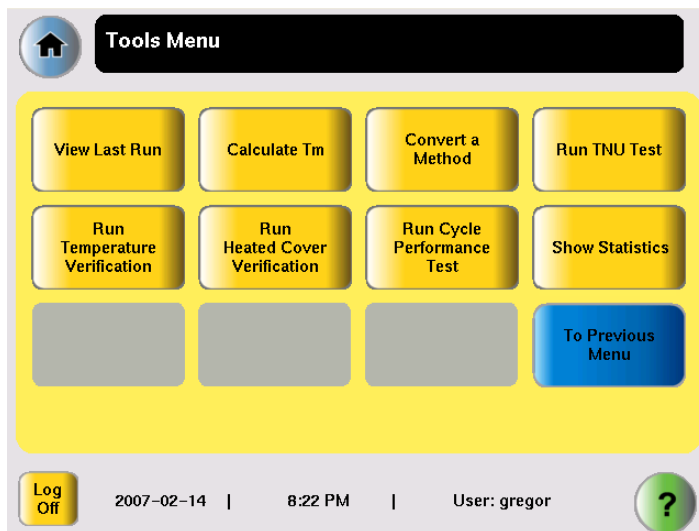 Tools Menu
View Last Run
Calculate Tm
Convert a
Method
Run TNU Test
Run
Temperature
Verification
Run
Heated Cover
Verification
Run Cycle
Performance
Test
Show Statistics
To Previous
Menu
Log
Off
2007-02-14 | 8:22 PM | User: gregor
?